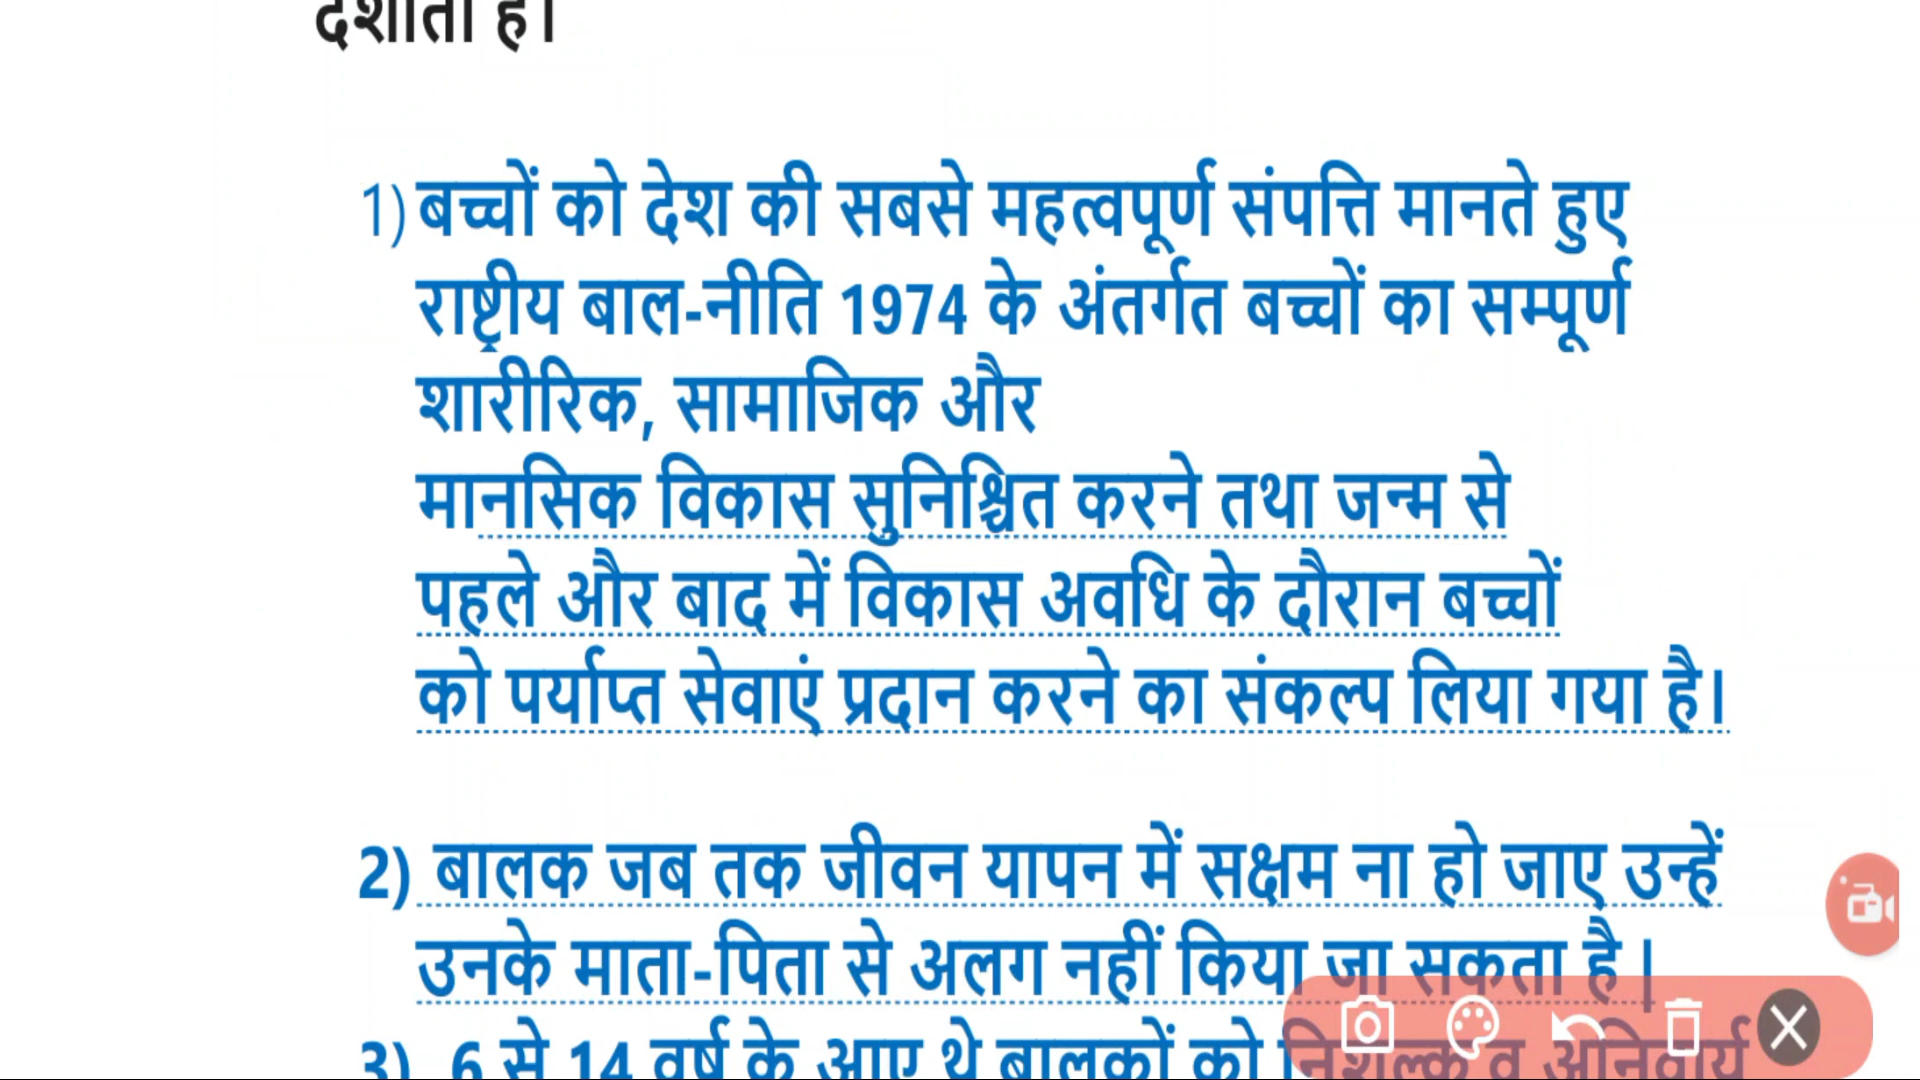 दर्शाता है।
1) बच्चों को देश की सबसे महत्वपूर्ण संपत्ति मानते हुए
राष्ट्रीय बाल-नीति 1974 के अंतर्गत बच्चों का सम्पूर्ण
शारीरिक, सामाजिक और
मानसिक विकास सुनिश्चित करने तथा जन्म से
पहले और बाद में विकास अवधि के दौरान बच्चों
को पर्याप्त सेवाएं प्रदान करने का संकल्प लिया गया है।
2) बालक जब तक जीवन यापन में सक्षम ना हो जाए उन्हें
उनके माता-पिता से अलग नहीं किया जा सकता है |
3) 6 से 14 वर्ष के आए थे बालकों को निशुल्क व अनिवार्य